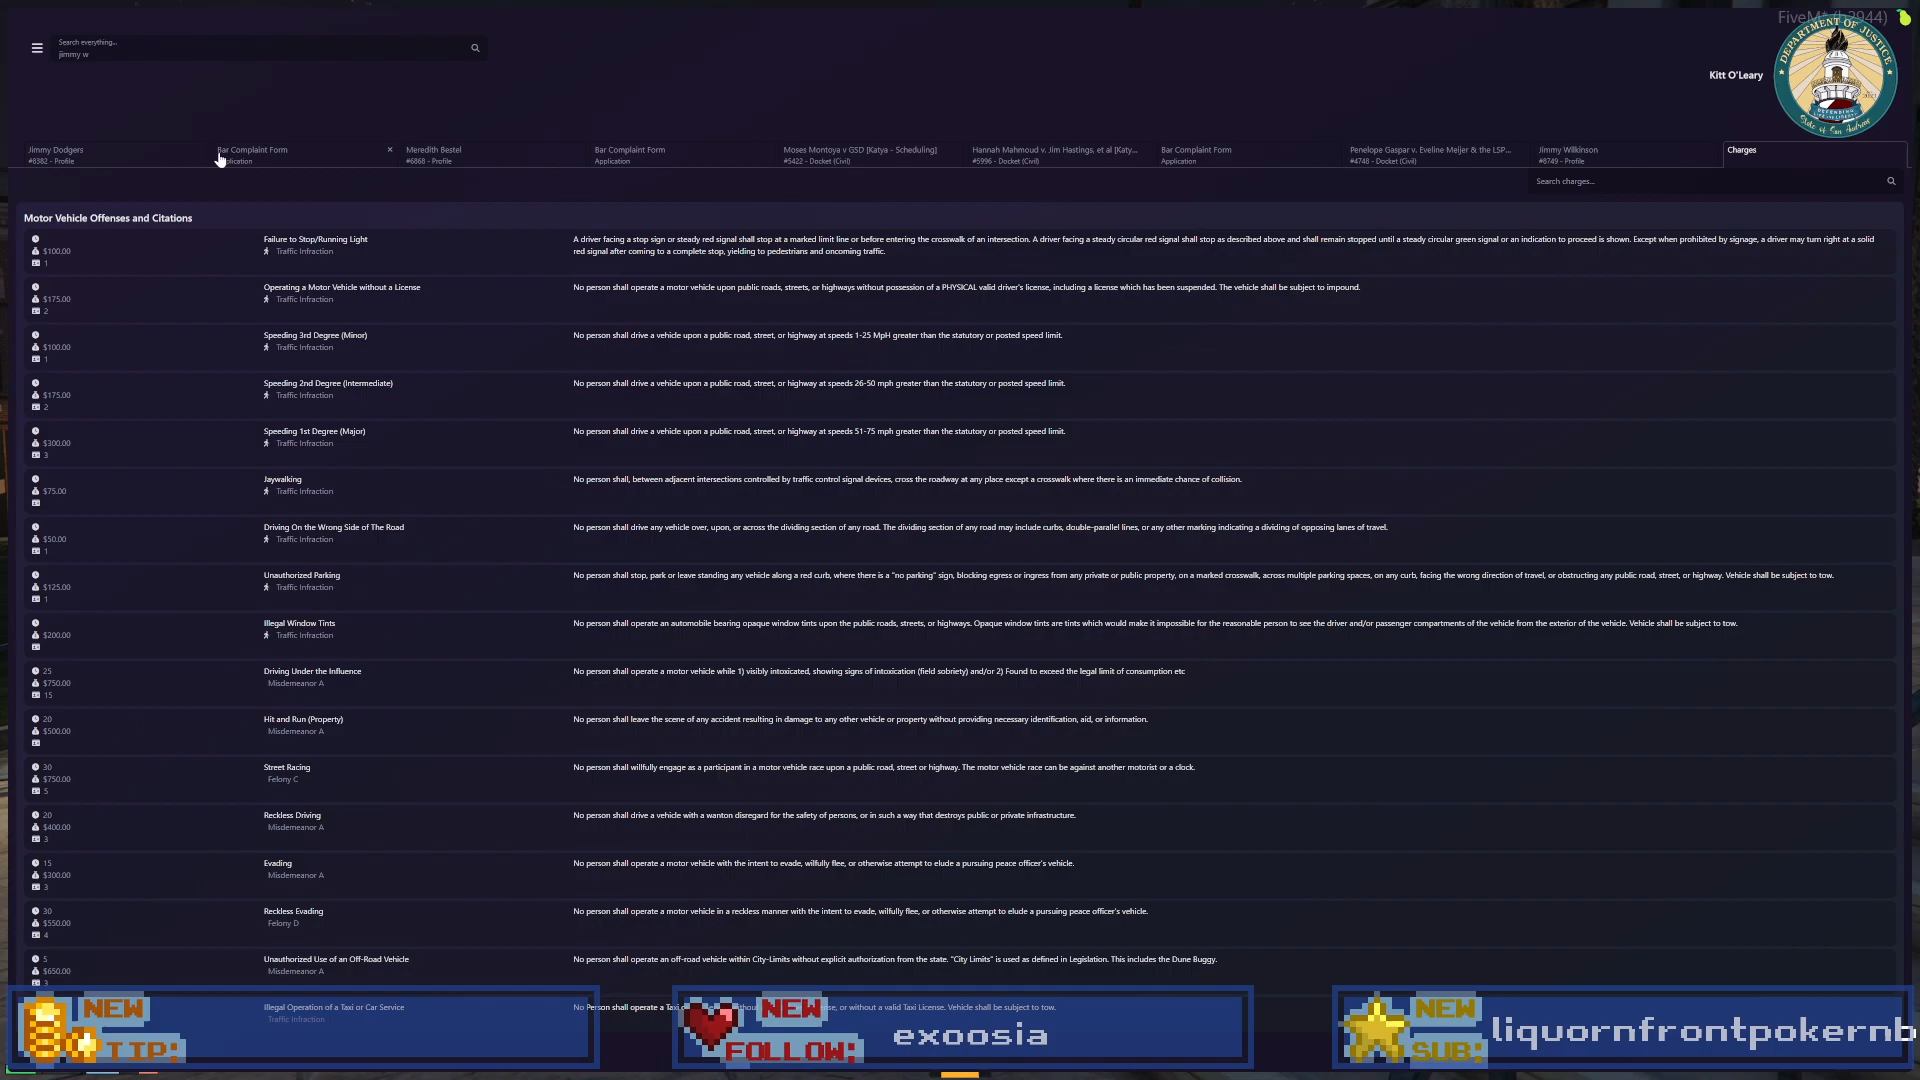 FiveM* (b2944)
Search everything...
jimmy w
Kitt O'Leary
DEPARTMENT OF JUSTICE
DEFENDING LIFE AND LIBERTY
State of San Andreas
Jimmy Dodgers
#8382 - Profile
Bar Complaint Form
Application
×
Meredith Bestel
#6868 - Profile
Bar Complaint Form
Application
Moses Montoya v GSD [Katya - Scheduling]
#5422 - Docket (Civil)
Hannah Mahmoud v. Jim Hastings, et al [Katy...
#5996 - Docket (Civil)
Bar Complaint Form
Application
Penelope Gaspar v. Eveline Meijer & the LSP...
#4748 - Docket (Civil)
Jimmy Wilkinson
#6749 - Profile
Charges
Search charges...
Motor Vehicle Offenses and Citations
Failure to Stop/Running Light
Traffic Infraction
$100.00
1
A driver facing a stop sign or steady red signal shall stop at a marked limit line or before entering the crosswalk of an intersection. A driver facing a steady circular red signal shall stop as described above and shall remain stopped until a steady circular green signal or an indication to proceed is shown. Except when prohibited by signage, a driver may turn right at a solid
red signal after coming to a complete stop, yielding to pedestrians and oncoming traffic.
Operating a Motor Vehicle without a License
Traffic Infraction
$175.00
2
No person shall operate a motor vehicle upon public roads, streets, or highways without possession of a PHYSICAL valid driver's license, including a license which has been suspended. The vehicle shall be subject to impound.
Speeding 3rd Degree (Minor)
Traffic Infraction
$100.00
1
No person shall drive a vehicle upon a public road, street, or highway at speeds 1-25 MpH greater than the statutory or posted speed limit.
Speeding 2nd Degree (Intermediate)
Traffic Infraction
$175.00
2
No person shall drive a vehicle upon a public road, street, or highway at speeds 26-50 mph greater than the statutory or posted speed limit.
Speeding 1st Degree (Major)
Traffic Infraction
$300.00
3
No person shall drive a vehicle upon a public road, street, or highway at speeds 51-75 mph greater than the statutory or posted speed limit.
Jaywalking
Traffic Infraction
$75.00
No person shall, between adjacent intersections controlled by traffic control signal devices, cross the roadway at any place except a crosswalk where there is an immediate chance of collision.
Driving On the Wrong Side of The Road
Traffic Infraction
$50.00
1
No person shall drive any vehicle over, upon, or across the dividing section of any road. The dividing section of any road may include curbs, double-parallel lines, or any other marking indicating a dividing of opposing lanes of travel.
Unauthorized Parking
Traffic Infraction
$125.00
1
No person shall stop, park or leave standing any vehicle along a red curb, where there is a "no parking" sign, blocking egress or ingress from any private or public property, on a marked crosswalk, across multiple parking spaces, on any curb, facing the wrong direction of travel, or obstructing any public road, street, or highway. Vehicle shall be subject to tow.
Illegal Window Tints
Traffic Infraction
$200.00
No person shall operate an automobile bearing opaque window tints upon the public roads, streets, or highways. Opaque window tints are tints which would make it impossible for the reasonable person to see the driver and/or passenger compartments of the vehicle from the exterior of the vehicle. Vehicle shall be subject to tow.
25
Driving Under the Influence
Misdemeanor A
$750.00
15
No person shall operate a motor vehicle while 1) visibly intoxicated, showing signs of intoxication (field sobriety) and/or 2) Found to exceed the legal limit of consumption etc
20
Hit and Run (Property)
Misdemeanor A
$500.00
No person shall leave the scene of any accident resulting in damage to any other vehicle or property without providing necessary identification, aid, or information.
30
Street Racing
Felony C
$750.00
5
No person shall willfully engage as a participant in a motor vehicle race upon a public road, street or highway. The motor vehicle race can be against another motorist or a clock.
20
Reckless Driving
Misdemeanor A
$400.00
3
No person shall drive a vehicle with a wanton disregard for the safety of persons, or in such a way that destroys public or private infrastructure.
15
Evading
Misdemeanor A
$300.00
3
No person shall operate a motor vehicle with the intent to evade, wilfully flee, or otherwise attempt to elude a pursuing peace officer's vehicle.
30
Reckless Evading
Felony D
$550.00
4
No person shall operate a motor vehicle in a reckless manner with the intent to evade, wilfully flee, or otherwise attempt to elude a pursuing peace officer's vehicle.
5
Unauthorized Use of an Off-Road Vehicle
Misdemeanor A
$650.00
3
No person shall operate an off-road vehicle within City-Limits without explicit authorization from the state. "City Limits" is used as defined in Legislation. This includes the Dune Buggy.
Illegal Operation of a Taxi or Car Service
Traffic Infraction
No Person shall operate a Taxi or without a valid Taxi License. Vehicle shall be subject to tow.
NEW
TIP:
NEW
FOLLOW:
exoosia
NEW
SUB:
liquornfrontpokernb